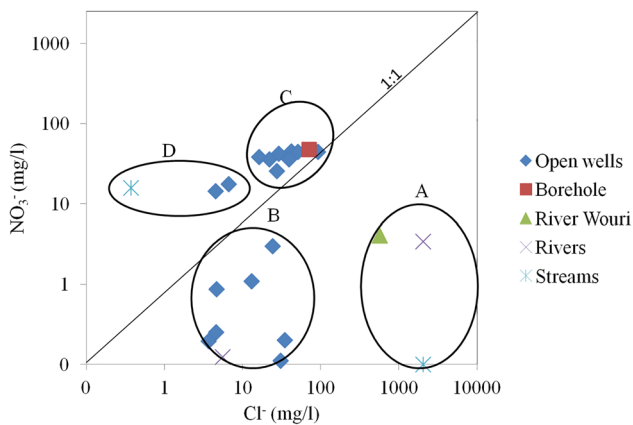 1000
100
10
1
0
NO₃⁻ (mg/l)
0 1 10 100 1000 10000
Cl⁻ (mg/l)
1:1
C
D
A
B
Open wells
Borehole
River Wouri
Rivers
Streams